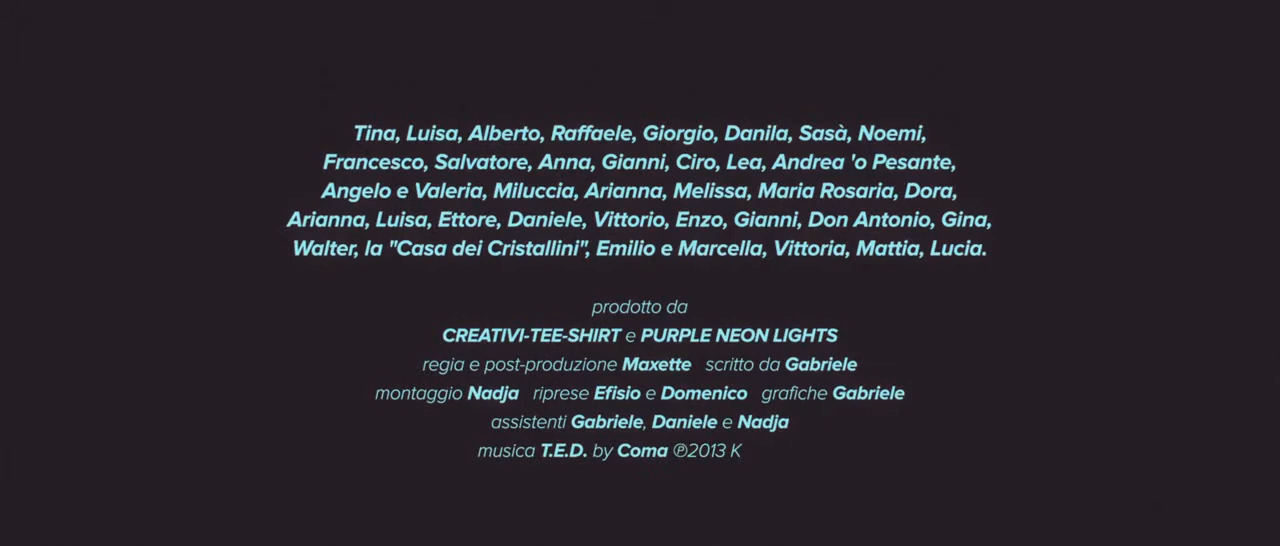 Tina, Luisa, Alberto, Raffaele, Giorgio, Danila, Sasà, Noemi,
Francesco, Salvatore, Anna, Gianni, Ciro, Lea, Andrea 'o Pesante,
Angelo e Valeria, Miluccia, Arianna, Melissa, Maria Rosaria, Dora,
Arianna, Luisa, Ettore, Daniele, Vittorio, Enzo, Gianni, Don Antonio, Gina,
Walter, la "Casa dei Cristallini", Emilio e Marcella, Vittoria, Mattia, Lucia.
prodotto da
CREATIVI-TEE-SHIRT e PURPLE NEON LIGHTS
regia e post-produzione Maxette scritto da Gabriele
montaggio Nadja riprese Efisio e Domenico grafiche Gabriele
assistenti Gabriele, Daniele e Nadja
musica T.E.D. by Coma ℗2013 K